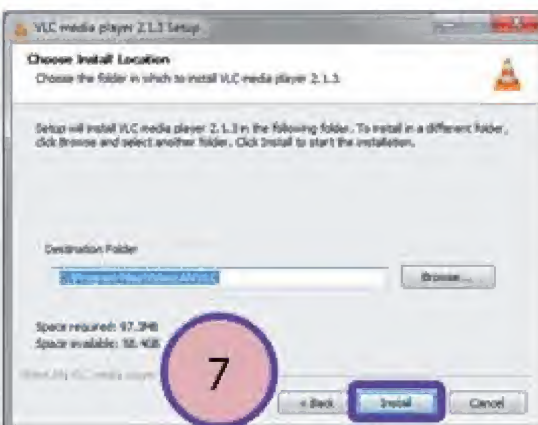 VLC media player 2.1.3 Setup
Choose Install Location
Choose the folder in which to install VLC media player 2.1.3.
Setup will install VLC media player 2.1.3 in the following folder. To install in a different folder,
click Browse and select another folder. Click Install to start the installation.
Destination Folder
Browse...
Space required: 97.3MB
Space available: 58.4GB
VLC media player
7
< Back
Install
Cancel